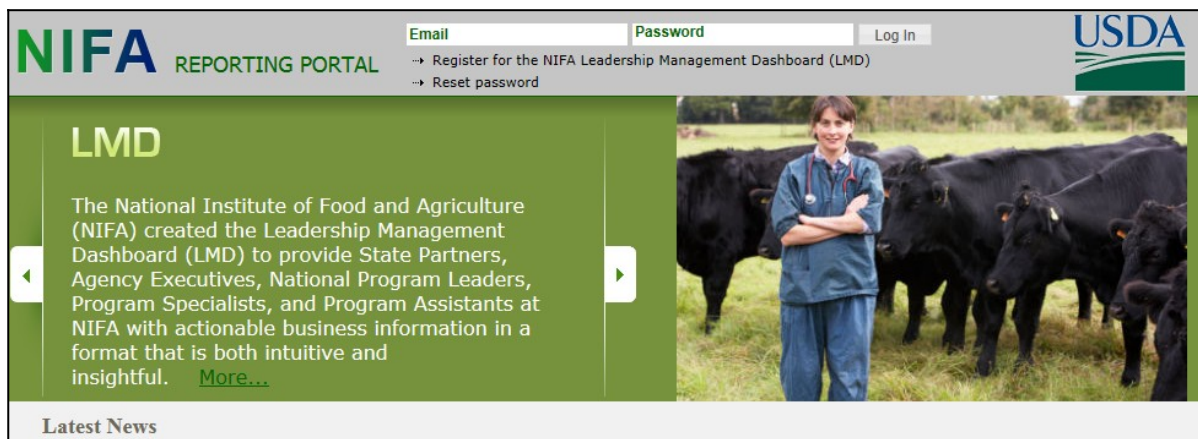 NIFA REPORTING PORTAL
Email
Password
Log In
⇢ Register for the NIFA Leadership Management Dashboard (LMD)
⇢ Reset password
USDA
LMD
The National Institute of Food and Agriculture
(NIFA) created the Leadership Management
Dashboard (LMD) to provide State Partners,
Agency Executives, National Program Leaders,
Program Specialists, and Program Assistants at
NIFA with actionable business information in a
format that is both intuitive and
insightful. More...
Latest News